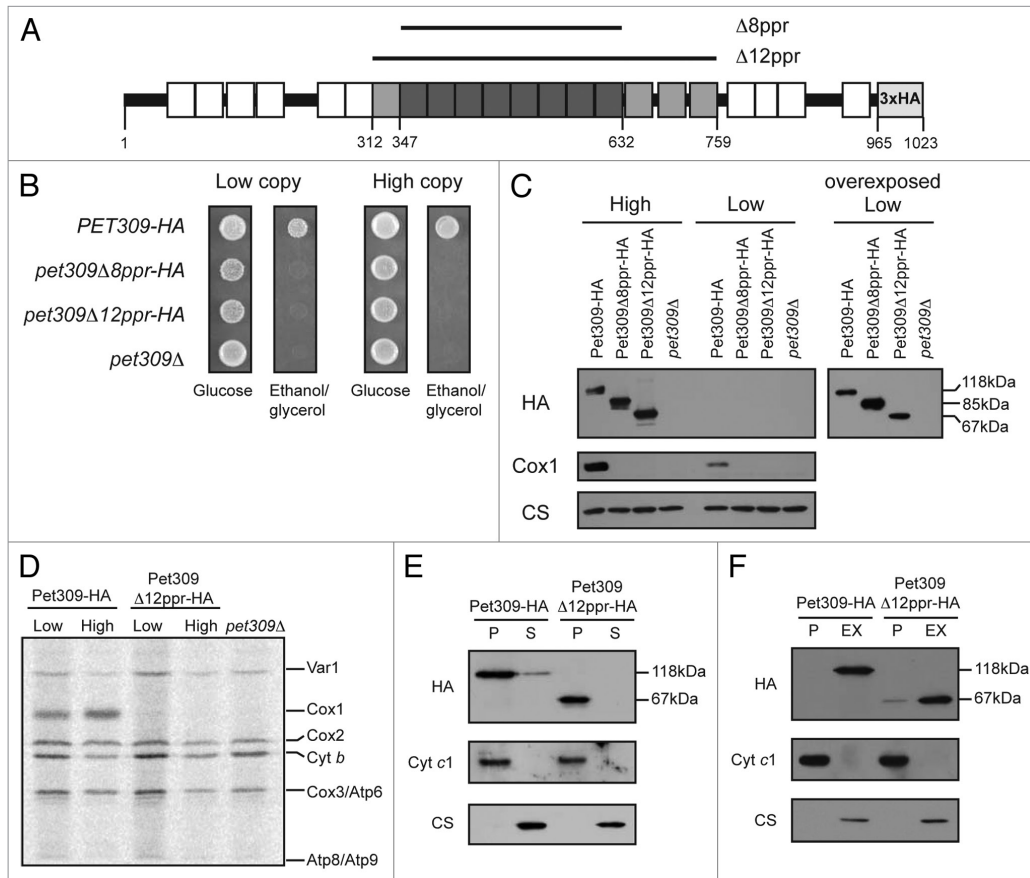 A
Δ8ppr
Δ12ppr
3xHA
1
312
347
632
759
965
1023
B
Low copy
High copy
PET309-HA
pet309Δ8ppr-HA
pet309Δ12ppr-HA
pet309Δ
Glucose
Ethanol/
glycerol
Glucose
Ethanol/
glycerol
C
High
Low
overexposed
Low
Pet309-HA
Pet309Δ8ppr-HA
Pet309Δ12ppr-HA
pet309Δ
Pet309-HA
Pet309Δ8ppr-HA
Pet309Δ12ppr-HA
pet309Δ
Pet309-HA
Pet309Δ8ppr-HA
Pet309Δ12ppr-HA
pet309Δ
HA
118kDa
85kDa
67kDa
Cox1
CS
D
Pet309-HA
Pet309
Δ12ppr-HA
Low
High
Low
High
pet309Δ
Var1
Cox1
Cox2
Cyt b
Cox3/Atp6
Atp8/Atp9
E
Pet309-HA
Pet309
Δ12ppr-HA
P
S
P
S
HA
118kDa
67kDa
Cyt c1
CS
F
Pet309-HA
Pet309
Δ12ppr-HA
P
EX
P
EX
HA
118kDa
67kDa
Cyt c1
CS